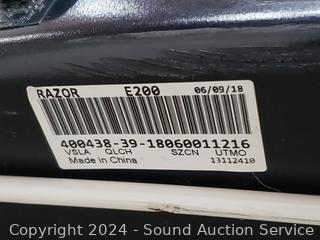 RAZOR E200 06/09/18
400438-39-18060011216
VSLA QLCH SZCN UTMO
Made in China 13112410
Copyright 2024 - Sound Auction Service